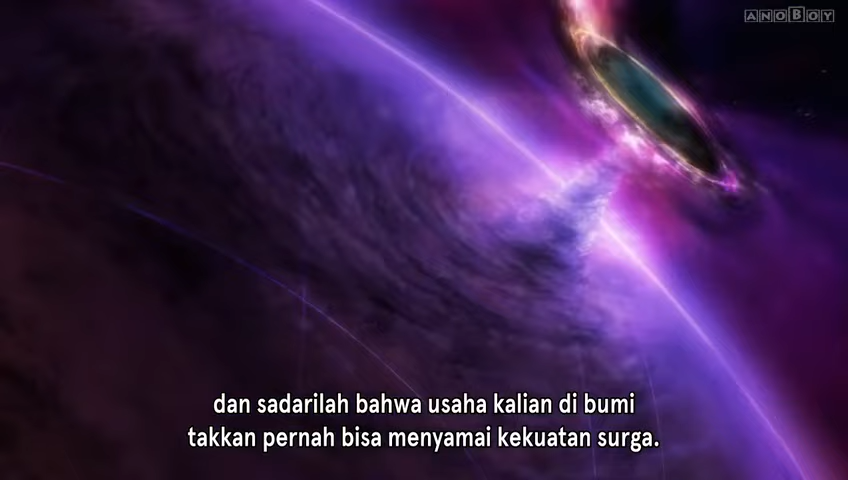 ANOBOY
dan sadarilah bahwa usaha kalian di bumi
takkan pernah bisa menyamai kekuatan surga.